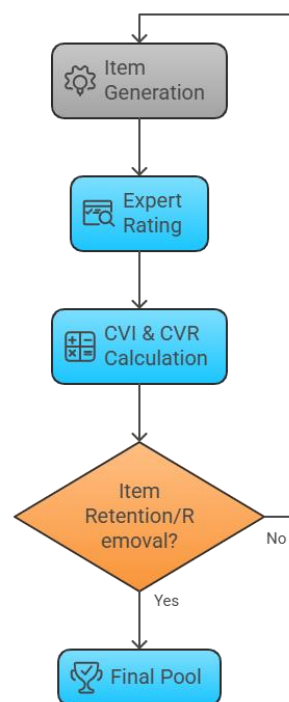 Item
Generation
Expert
Rating
CVI & CVR
Calculation
Item
Retention/R
emoval?
No
Yes
Final Pool